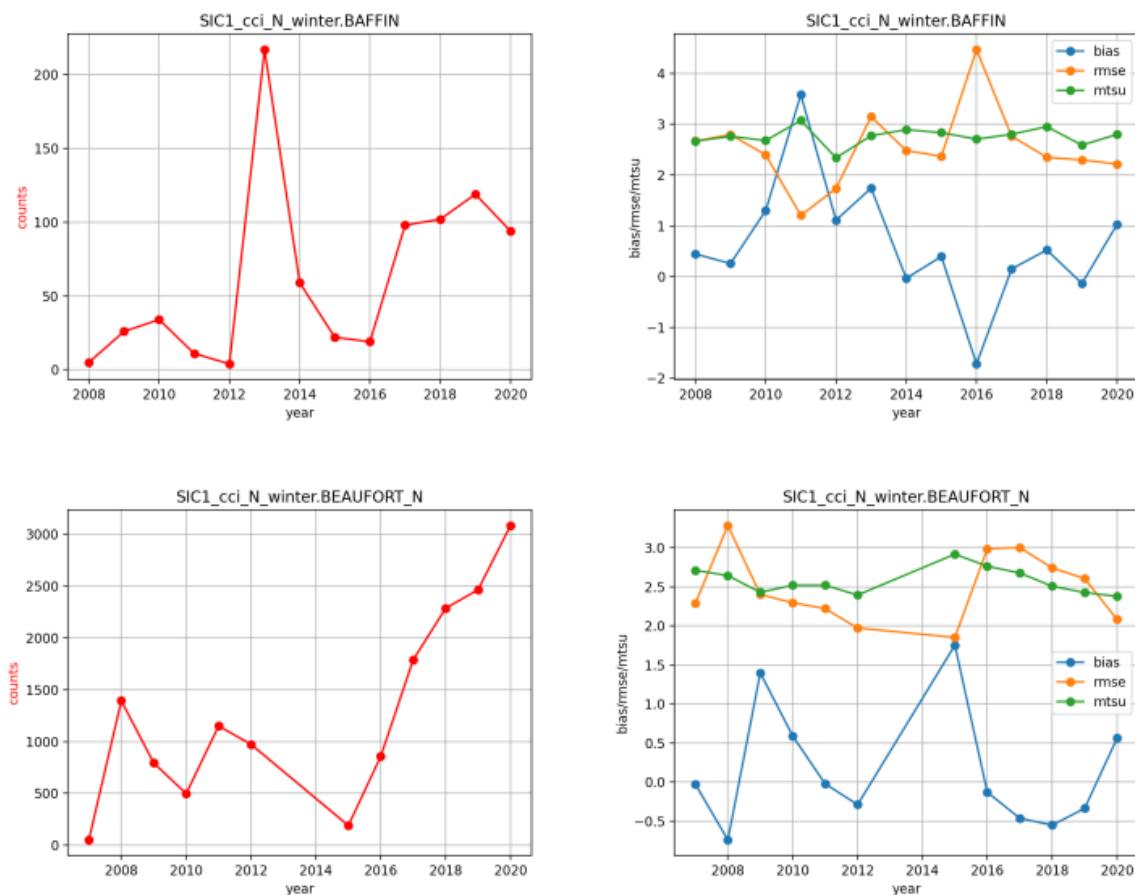 SIC1_cci_N_winter.BAFFIN
200
150
100
50
0
counts
2008 2010 2012 2014 2016 2018 2020
year
SIC1_cci_N_winter.BAFFIN
bias
rmse
mtsu
4
3
2
1
0
−1
−2
bias/rmse/mtsu
2008 2010 2012 2014 2016 2018 2020
year
SIC1_cci_N_winter.BEAUFORT_N
3000
2500
2000
1500
1000
500
0
counts
2008 2010 2012 2014 2016 2018 2020
year
SIC1_cci_N_winter.BEAUFORT_N
3.0
2.5
2.0
1.5
1.0
0.5
0.0
−0.5
bias/rmse/mtsu
bias
rmse
mtsu
2008 2010 2012 2014 2016 2018 2020
year